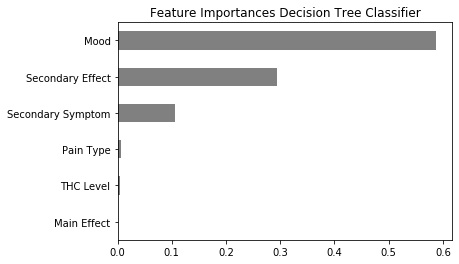 Feature Importances Decision Tree Classifier
Mood
Secondary Effect
Secondary Symptom
Pain Type
THC Level
Main Effect
0.0 0.1 0.2 0.3 0.4 0.5 0.6